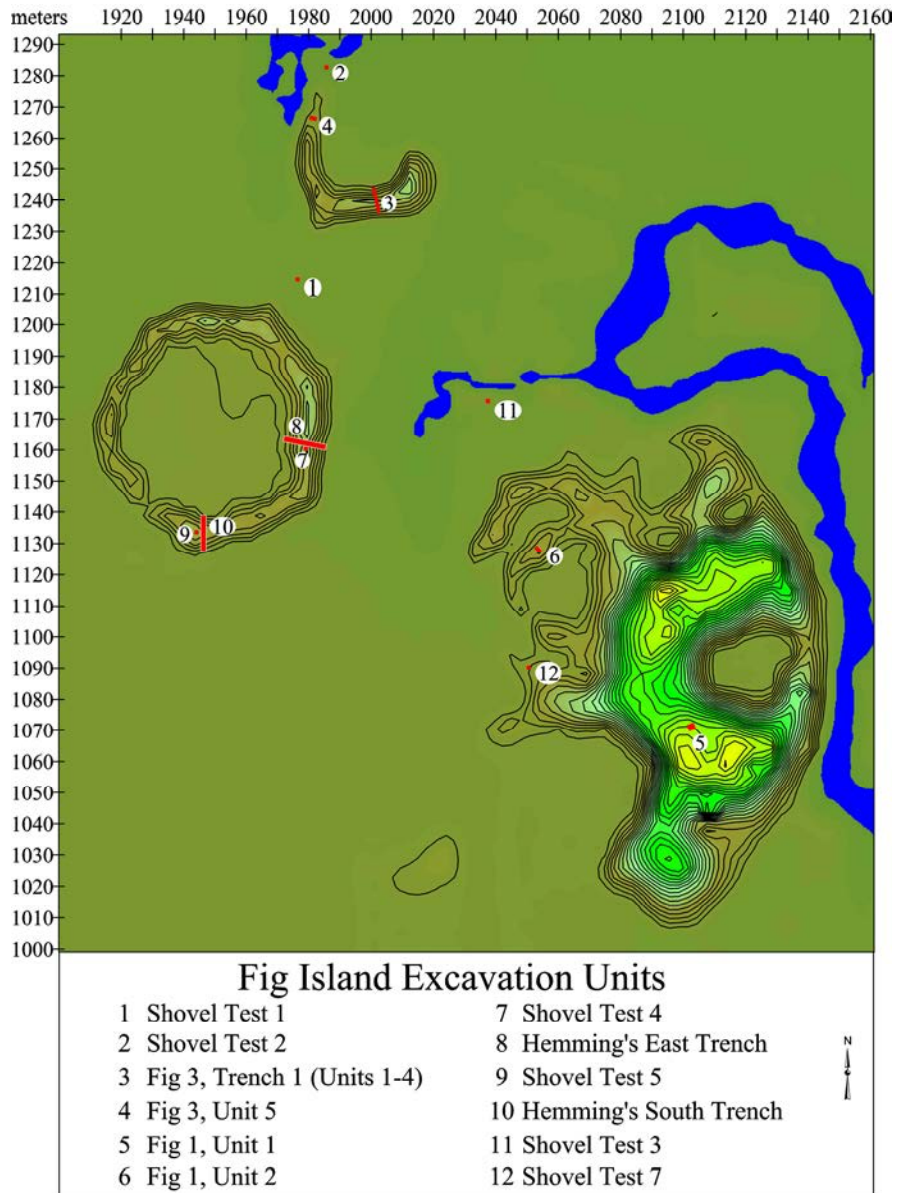 meters 1920 1940 1960 1980 2000 2020 2040 2060 2080 2100 2120 2140 2160
1290
1280
2
1270
4
1260
1250
1240
3
1230
1220
1
1210
1200
1190
1180
11
1170
8
1160
7
1150
1140
9 10
1130
6
1120
1110
1100
1090
12
1080
1070
5
1060
1050
1040
1030
1020
1010
1000
Fig Island Excavation Units
1 Shovel Test 1
2 Shovel Test 2
3 Fig 3, Trench 1 (Units 1-4)
4 Fig 3, Unit 5
5 Fig 1, Unit 1
6 Fig 1, Unit 2
7 Shovel Test 4
8 Hemming's East Trench
9 Shovel Test 5
10 Hemming's South Trench
11 Shovel Test 3
12 Shovel Test 7
N